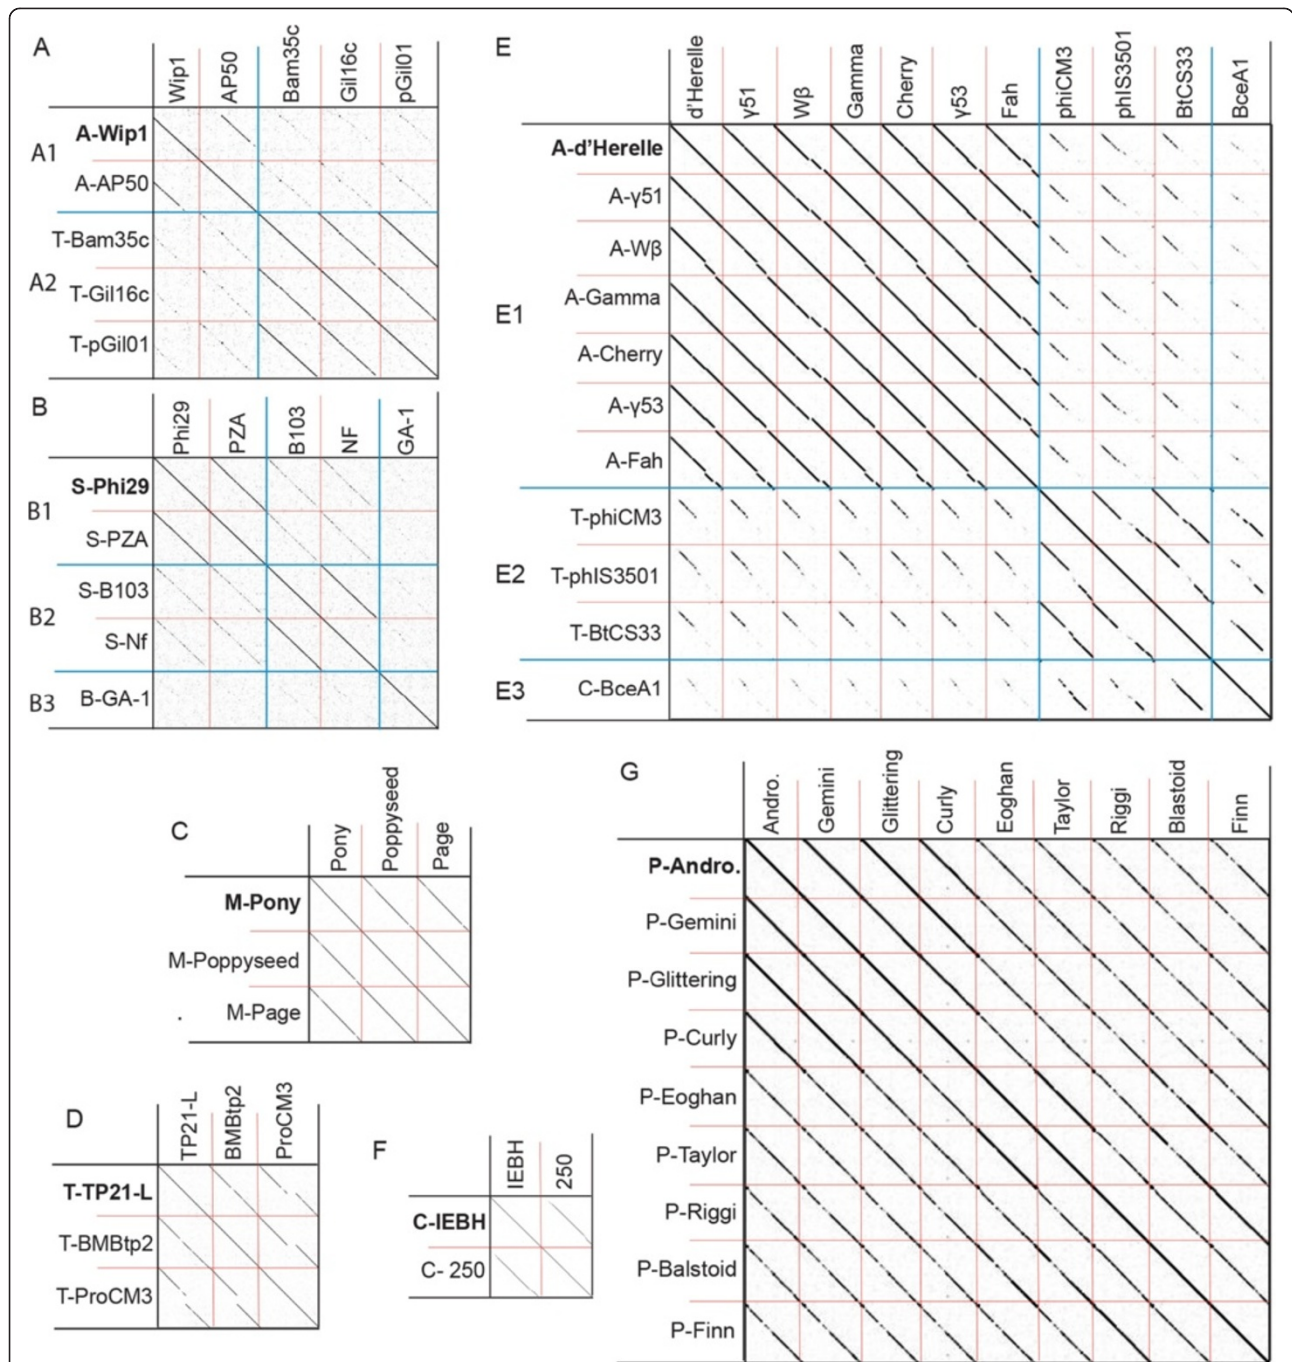 A
Wip1
AP50
Bam35c
Gil16c
pGil01
A1
A-Wip1
A-AP50
A2
T-Bam35c
T-Gil16c
T-pGil01
B
Phi29
PZA
B103
NF
GA-1
B1
S-Phi29
S-PZA
B2
S-B103
S-Nf
B3
B-GA-1
C
Pony
Poppyseed
Page
M-Pony
M-Poppyseed
M-Page
.
D
TP21-L
BMBtp2
ProCM3
T-TP21-L
T-BMBtp2
T-ProCM3
E
d'Herelle
γ51
Wβ
Gamma
Cherry
γ53
Fah
phiCM3
phIS3501
BtCS33
BceA1
E1
A-d'Herelle
A-γ51
A-Wβ
A-Gamma
A-Cherry
A-γ53
A-Fah
E2
T-phiCM3
T-phIS3501
T-BtCS33
E3
C-BceA1
F
IEBH
250
C-IEBH
C- 250
G
Andro.
Gemini
Glittering
Curly
Eoghan
Taylor
Riggi
Blastoid
Finn
P-Andro.
P-Gemini
P-Glittering
P-Curly
P-Eoghan
P-Taylor
P-Riggi
P-Balstoid
P-Finn